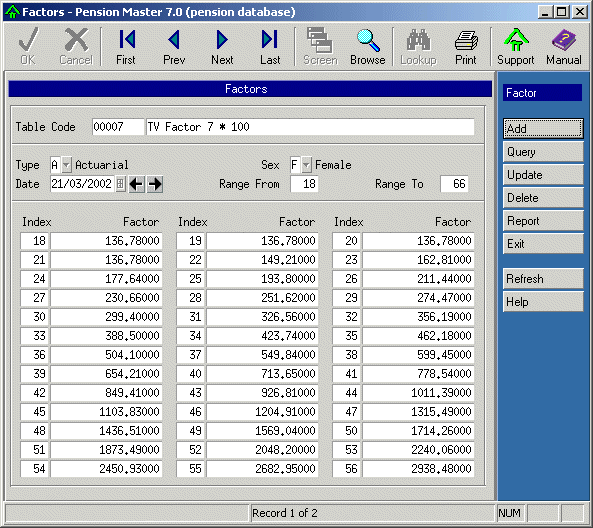 Factors - Pension Master 7.0 (pension database)
OK Cancel First Prev Next Last Screen Browse Lookup Print Support Manual
Factors
Factor
Table Code 00007 TV Factor 7 * 100
Add
Query
Type A Actuarial Sex F Female
Update
Date 21/03/2002 Range From 18 Range To 66
Delete
Report
Index Factor Index Factor Index Factor
Exit
18 136.78000 19 136.78000 20 136.78000
21 136.78000 22 149.21000 23 162.81000
Refresh
24 177.64000 25 193.80000 26 211.44000
Help
27 230.66000 28 251.62000 29 274.47000
30 299.40000 31 326.56000 32 356.19000
33 388.50000 34 423.74000 35 462.18000
36 504.10000 37 549.84000 38 599.45000
39 654.21000 40 713.65000 41 778.54000
42 849.41000 43 926.81000 44 1011.39000
45 1103.83000 46 1204.91000 47 1315.49000
48 1436.51000 49 1569.04000 50 1714.26000
51 1873.49000 52 2048.20000 53 2240.06000
54 2450.93000 55 2682.95000 56 2938.48000
Record 1 of 2 NUM